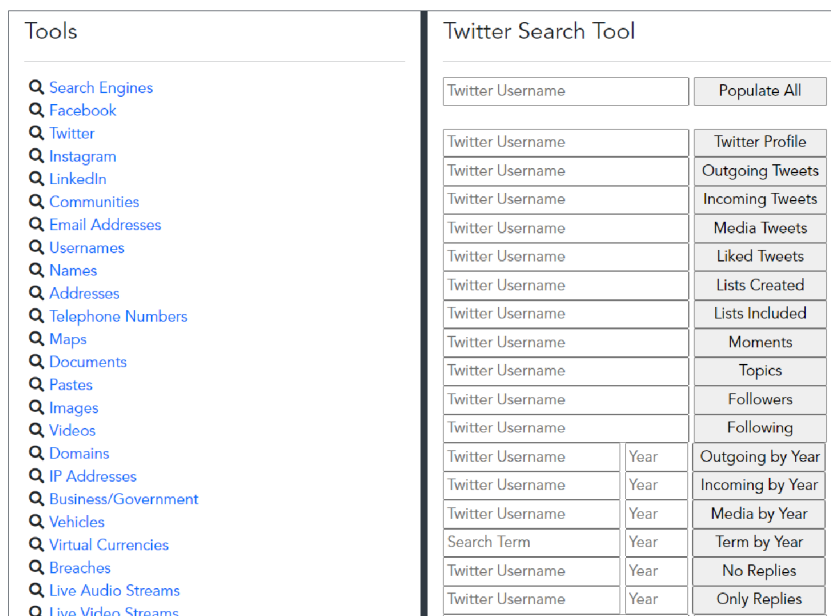 Tools
Search Engines
Facebook
Twitter
Instagram
LinkedIn
Communities
Email Addresses
Usernames
Names
Addresses
Telephone Numbers
Maps
Documents
Pastes
Images
Videos
Domains
IP Addresses
Business/Government
Vehicles
Virtual Currencies
Breaches
Live Audio Streams
Live Video Streams
Twitter Search Tool
Twitter Username Populate All
Twitter Username Twitter Profile
Twitter Username Outgoing Tweets
Twitter Username Incoming Tweets
Twitter Username Media Tweets
Twitter Username Liked Tweets
Twitter Username Lists Created
Twitter Username Lists Included
Twitter Username Moments
Twitter Username Topics
Twitter Username Followers
Twitter Username Following
Twitter Username Year Outgoing by Year
Twitter Username Year Incoming by Year
Twitter Username Year Media by Year
Search Term Year Term by Year
Twitter Username Year No Replies
Twitter Username Year Only Replies